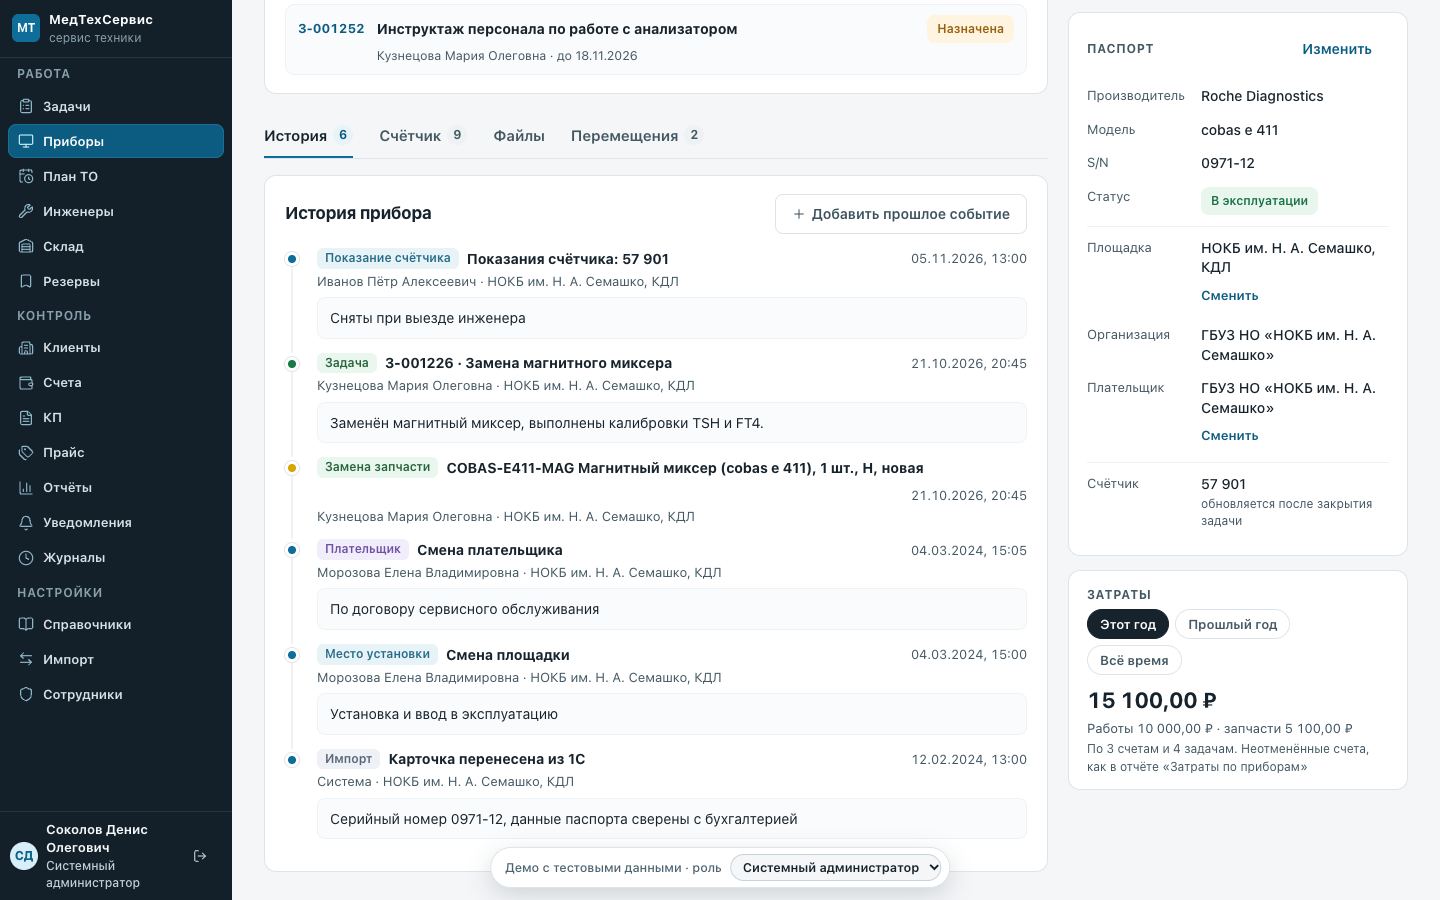 МТ
МедТехСервис
сервис техники
РАБОТА
Задачи
Приборы
План ТО
Инженеры
Склад
Резервы
КОНТРОЛЬ
Клиенты
Счета
КП
Прайс
Отчёты
Уведомления
Журналы
НАСТРОЙКИ
Справочники
Импорт
Сотрудники
СД
Соколов Денис
Олегович
Системный
администратор
З-001252 Инструктаж персонала по работе с анализатором Назначена
Кузнецова Мария Олеговна · до 18.11.2026
История 6 Счётчик 9 Файлы Перемещения 2
История прибора
+ Добавить прошлое событие
Показание счётчика Показания счётчика: 57 901 05.11.2026, 13:00
Иванов Пётр Алексеевич · НОКБ им. Н. А. Семашко, КДЛ
Сняты при выезде инженера
Задача З-001226 · Замена магнитного миксера 21.10.2026, 20:45
Кузнецова Мария Олеговна · НОКБ им. Н. А. Семашко, КДЛ
Заменён магнитный миксер, выполнены калибровки TSH и FT4.
Замена запчасти COBAS-E411-MAG Магнитный миксер (cobas e 411), 1 шт., Н, новая
21.10.2026, 20:45
Кузнецова Мария Олеговна · НОКБ им. Н. А. Семашко, КДЛ
Плательщик Смена плательщика 04.03.2024, 15:05
Морозова Елена Владимировна · НОКБ им. Н. А. Семашко, КДЛ
По договору сервисного обслуживания
Место установки Смена площадки 04.03.2024, 15:00
Морозова Елена Владимировна · НОКБ им. Н. А. Семашко, КДЛ
Установка и ввод в эксплуатацию
Импорт Карточка перенесена из 1С 12.02.2024, 13:00
Система · НОКБ им. Н. А. Семашко, КДЛ
Серийный номер 0971-12, данные паспорта сверены с бухгалтерией
Демо с тестовыми данными · роль Системный администратор
ПАСПОРТ Изменить
Производитель Roche Diagnostics
Модель cobas e 411
S/N 0971-12
Статус В эксплуатации
Площадка НОКБ им. Н. А. Семашко,
КДЛ
Сменить
Организация ГБУЗ НО «НОКБ им. Н. А.
Семашко»
Плательщик ГБУЗ НО «НОКБ им. Н. А.
Семашко»
Сменить
Счётчик 57 901
обновляется после закрытия
задачи
ЗАТРАТЫ
Этот год Прошлый год
Всё время
15 100,00 ₽
Работы 10 000,00 ₽ · запчасти 5 100,00 ₽
По 3 счетам и 4 задачам. Неотменённые счета,
как в отчёте «Затраты по приборам»